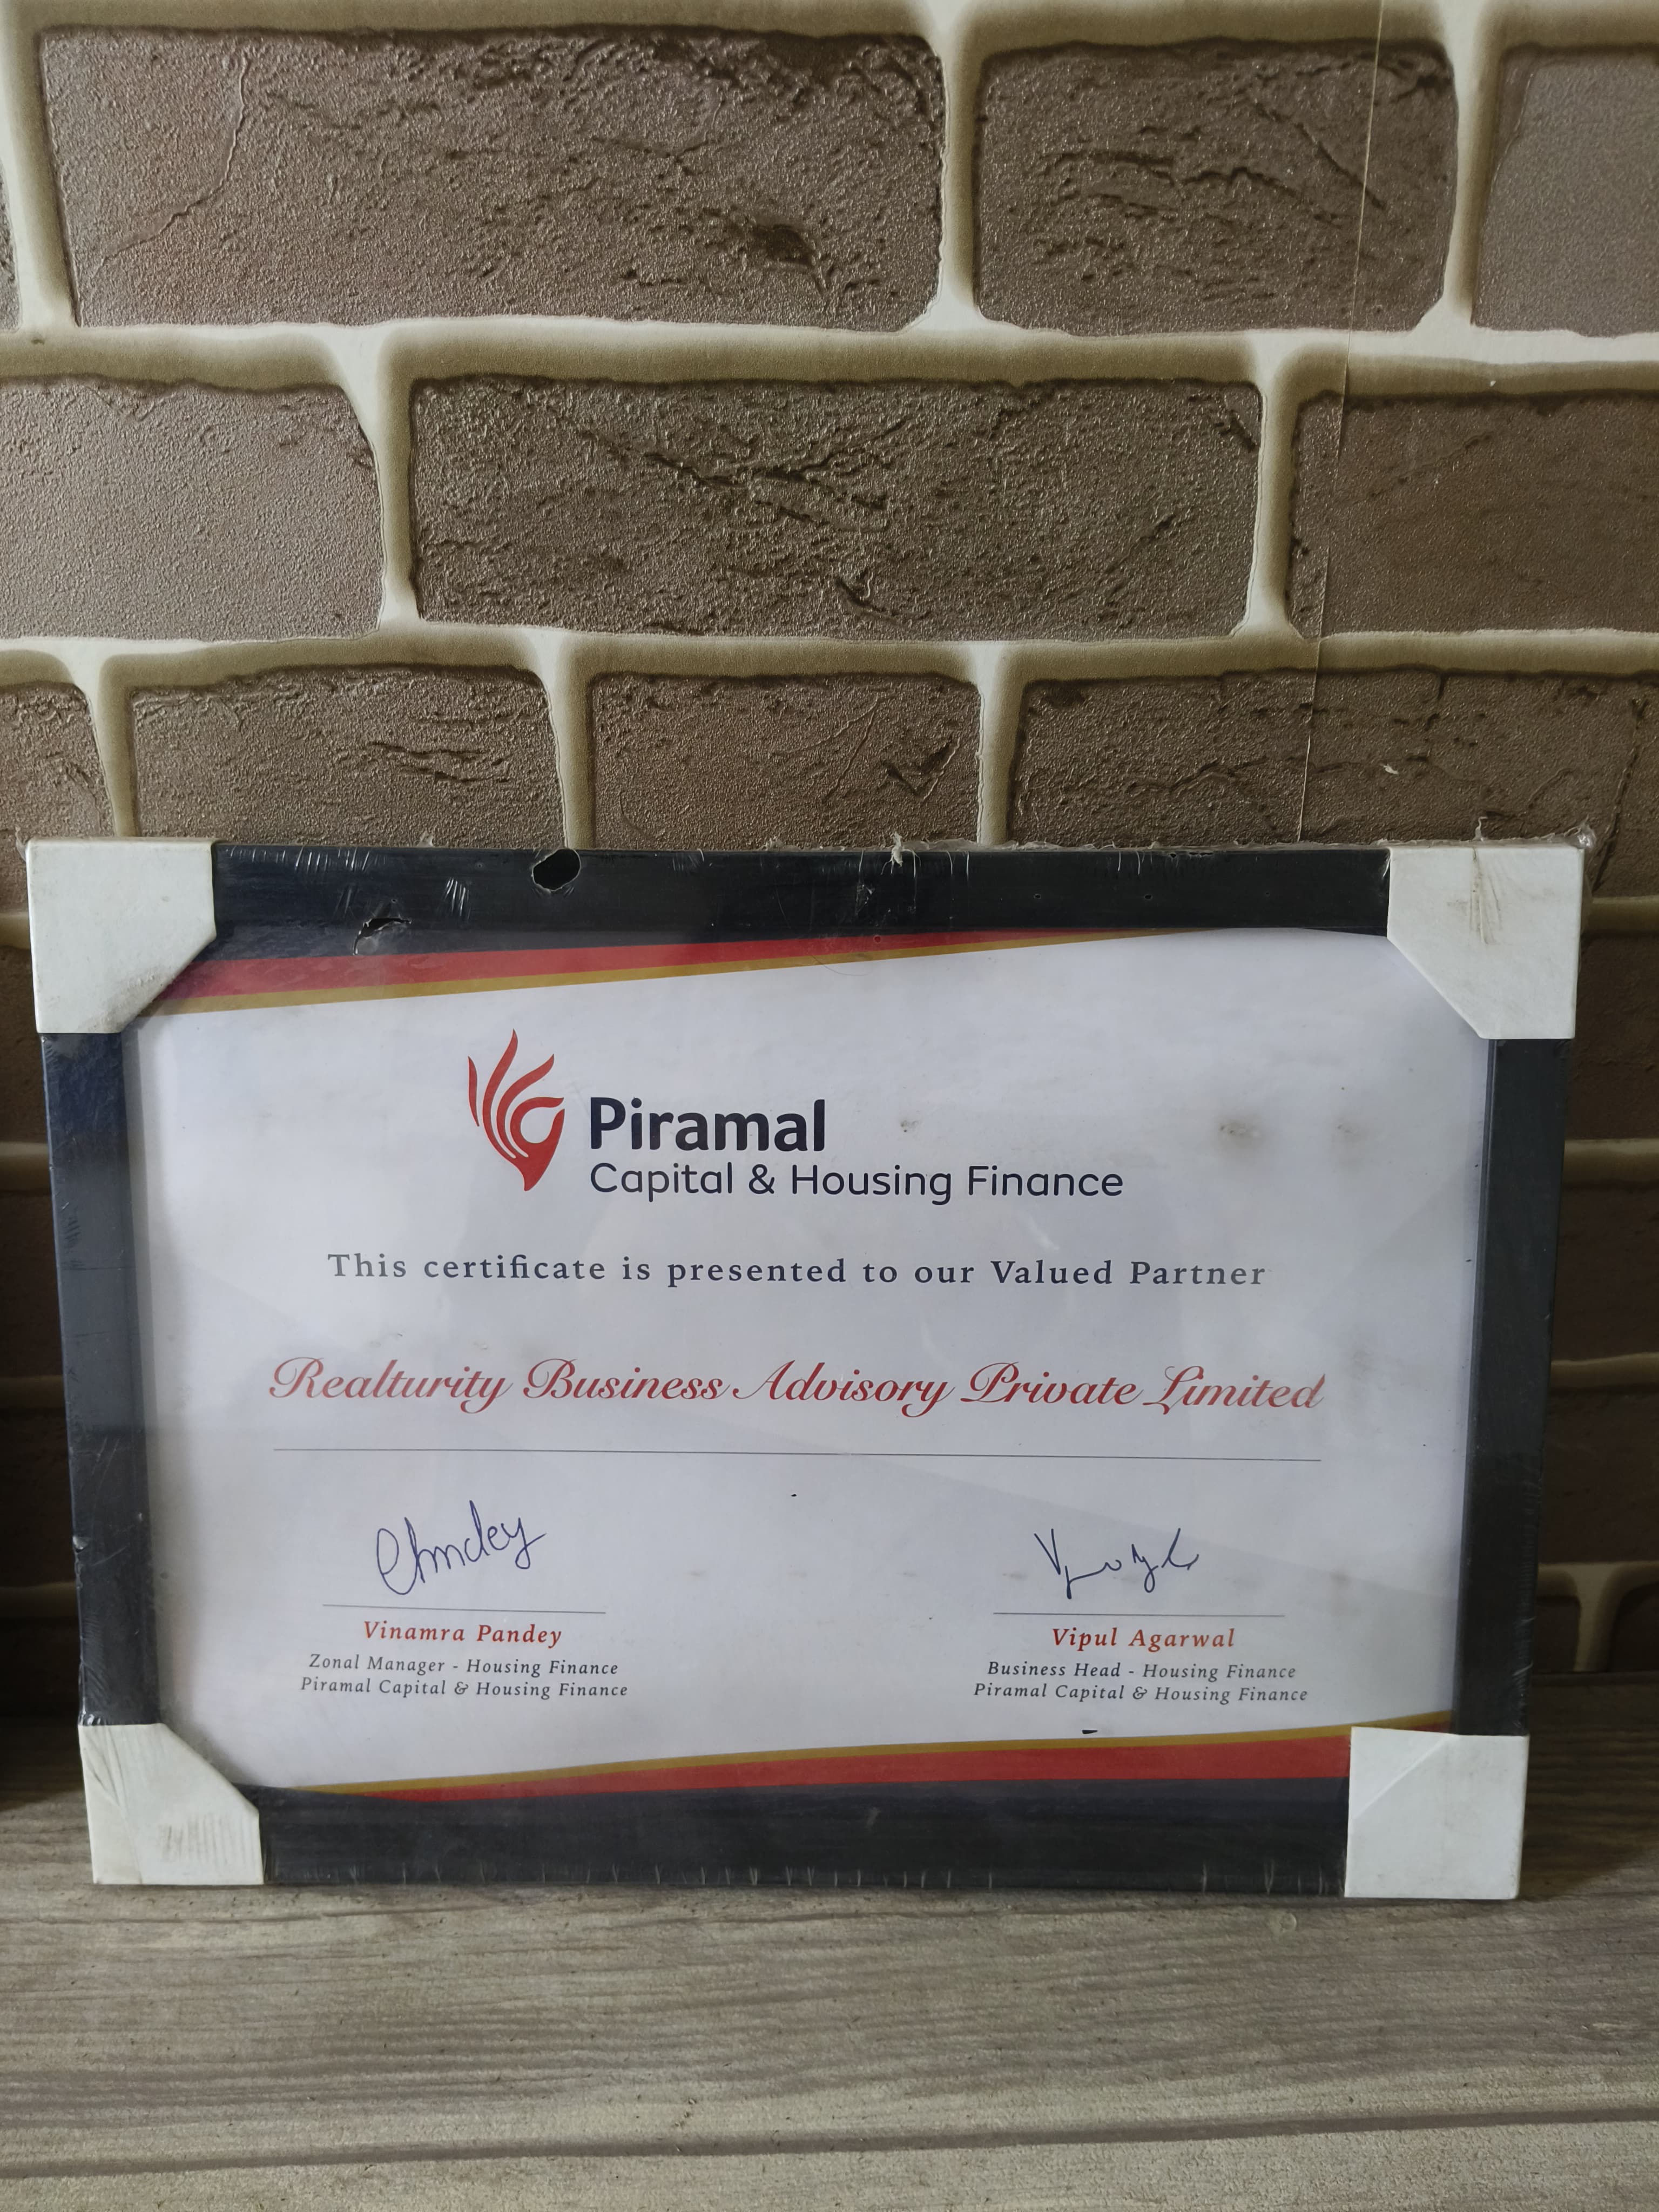 Piramal
Capital & Housing Finance
This certificate is presented to our Valued Partner
Realturity Business Advisory Private Limited
Vinamra Pandey
Zonal Manager - Housing Finance
Piramal Capital & Housing Finance
Vipul Agarwal
Business Head - Housing Finance
Piramal Capital & Housing Finance